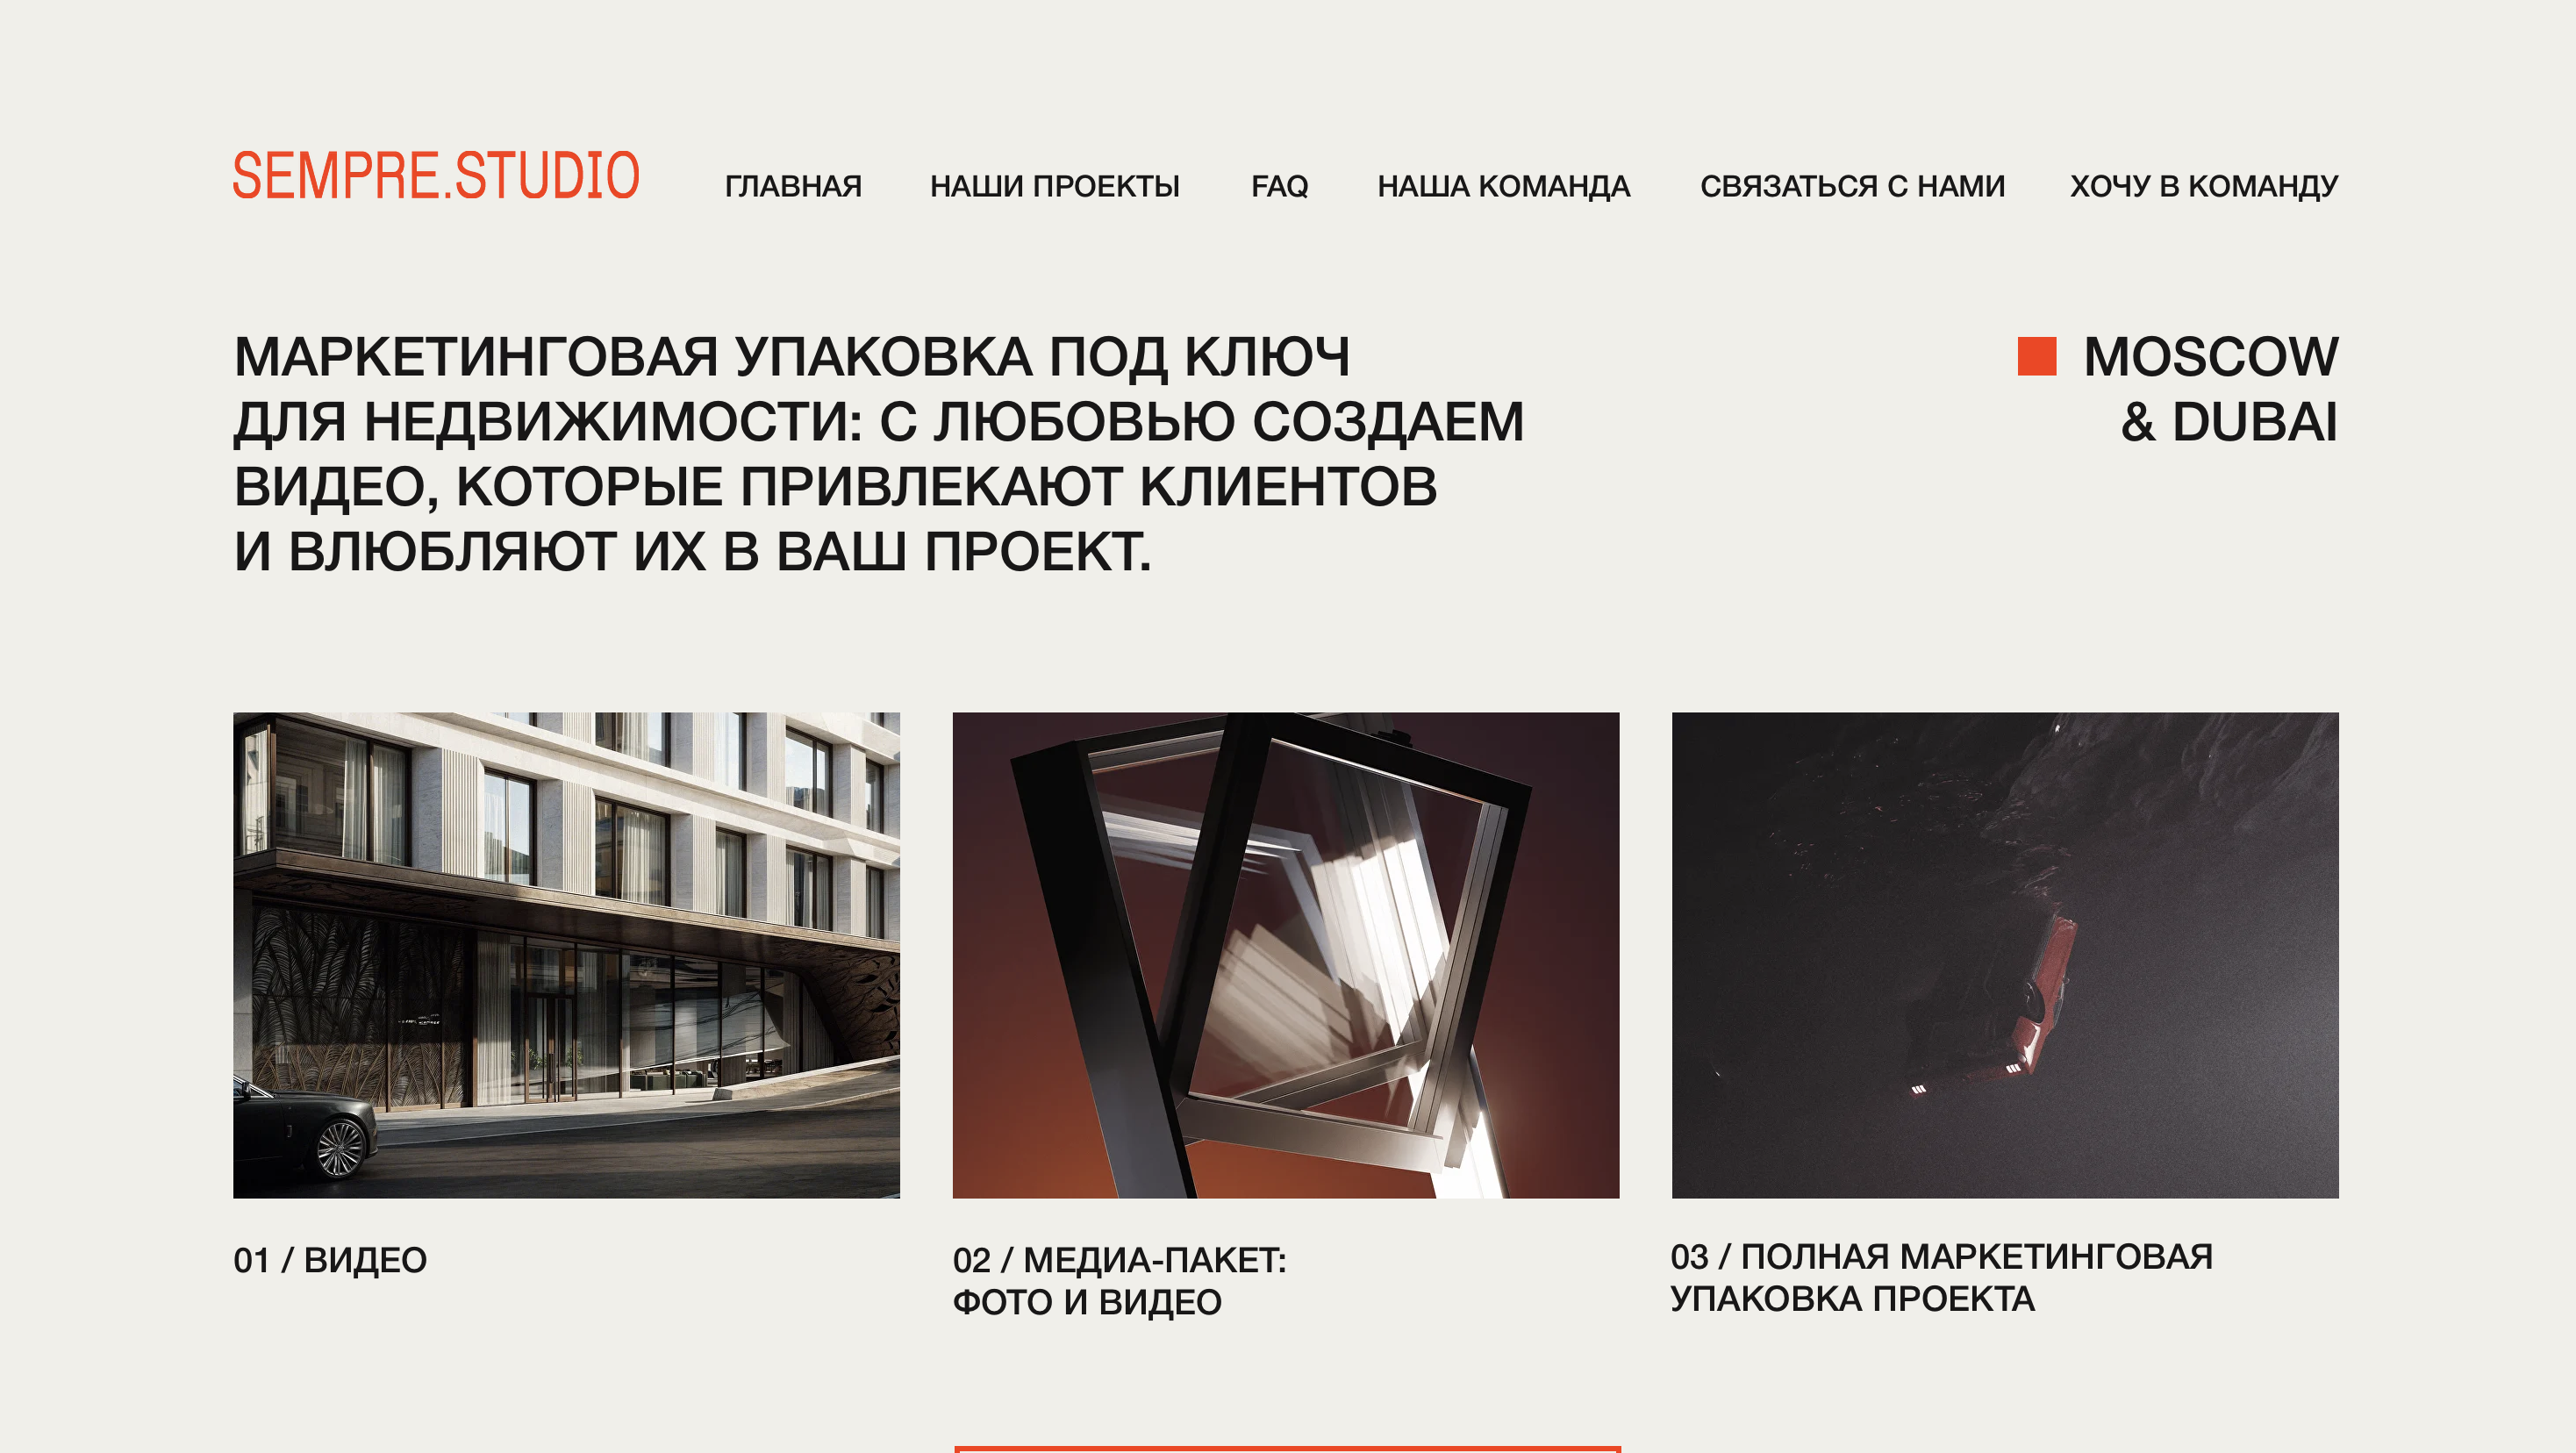 SEMPRE.STUDIO
ГЛАВНАЯ
НАШИ ПРОЕКТЫ
FAQ
НАША КОМАНДА
СВЯЗАТЬСЯ С НАМИ
ХОЧУ В КОМАНДУ
МАРКЕТИНГОВАЯ УПАКОВКА ПОД КЛЮЧ
ДЛЯ НЕДВИЖИМОСТИ: С ЛЮБОВЬЮ СОЗДАЕМ
ВИДЕО, КОТОРЫЕ ПРИВЛЕКАЮТ КЛИЕНТОВ
И ВЛЮБЛЯЮТ ИХ В ВАШ ПРОЕКТ.
MOSCOW
& DUBAI
01 / ВИДЕО
02 / МЕДИА-ПАКЕТ:
ФОТО И ВИДЕО
03 / ПОЛНАЯ МАРКЕТИНГОВАЯ
УПАКОВКА ПРОЕКТА